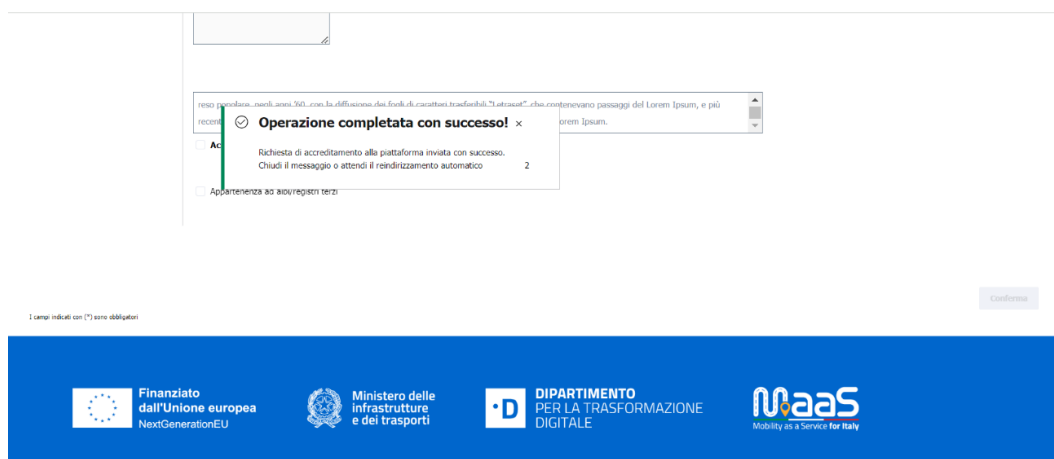 reso popolare, negli anni '60, con la diffusione dei fogli di caratteri trasferibili "Letraset", che contenevano passaggi del Lorem Ipsum, e più
recent
orem Ipsum.
Operazione completata con successo! ×
Ac
Richiesta di accreditamento alla piattaforma inviata con successo.
Chiudi il messaggio o attendi il reindirizzamento automatico 2
Appartenenza ad albi/registri terzi
Conferma
I campi indicati con (*) sono obbligatori
Finanziato
dall'Unione europea
NextGenerationEU
Ministero delle
infrastrutture
e dei trasporti
·D
DIPARTIMENTO
PER LA TRASFORMAZIONE
DIGITALE
MaaS
Mobility as a Service for Italy